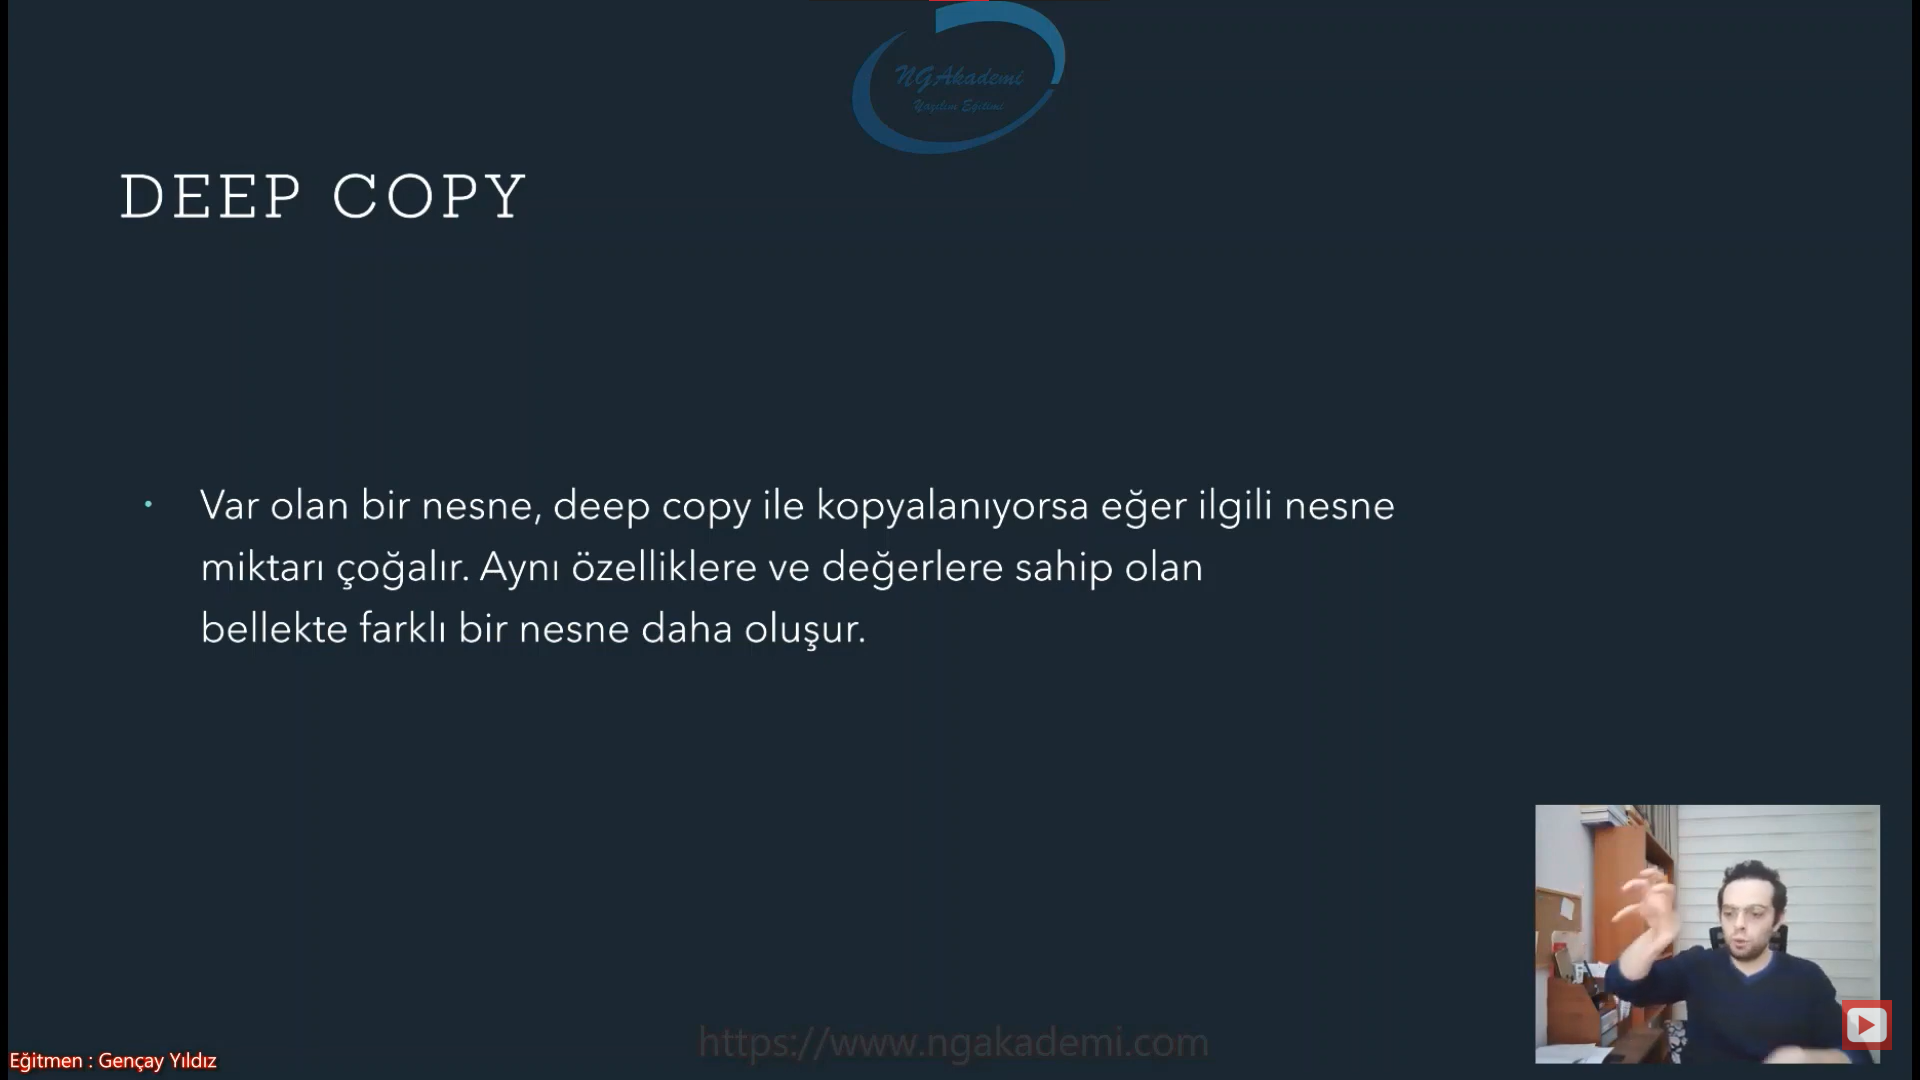 NGAkademi
Yazılım Eğitimi
DEEP COPY
• Var olan bir nesne, deep copy ile kopyalanıyorsa eğer ilgili nesne
miktarı çoğalır. Aynı özelliklere ve değerlere sahip olan
bellekte farklı bir nesne daha oluşur.
https://www.ngakademi.com
Eğitmen : Gençay Yıldız